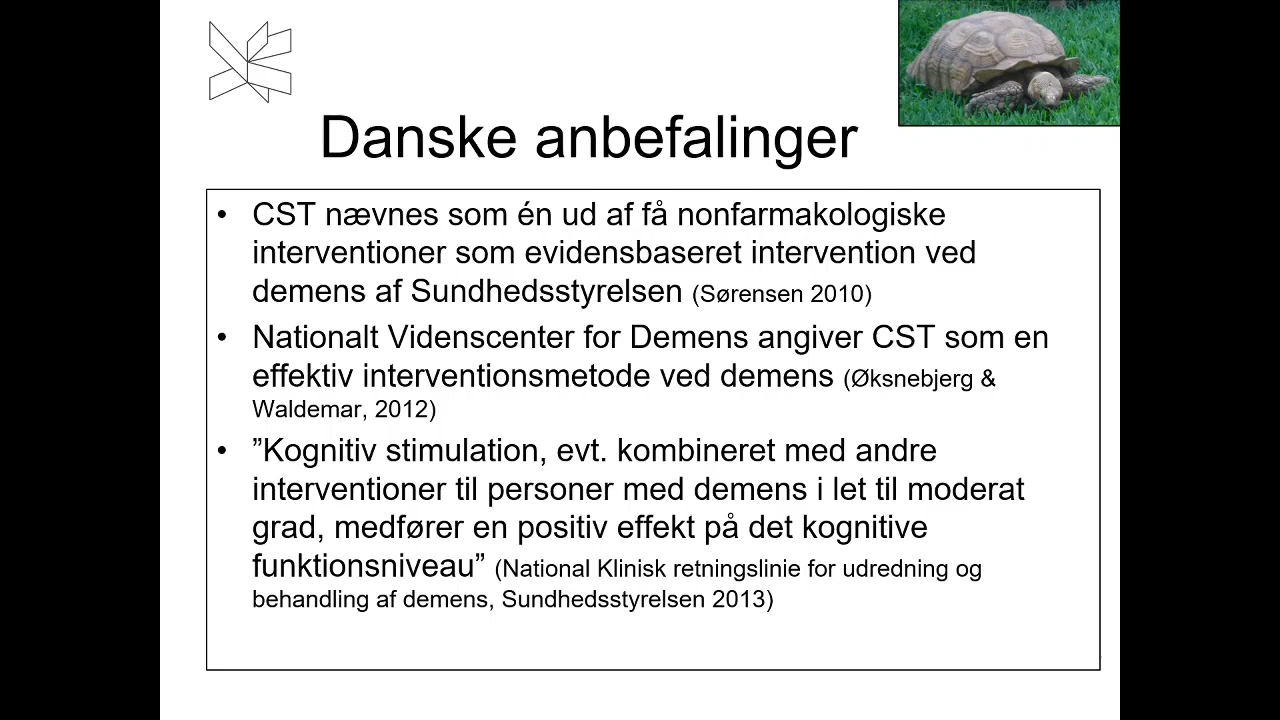 Danske anbefalinger
• CST nævnes som én ud af få nonfarmakologiske
interventioner som evidensbaseret intervention ved
demens af Sundhedsstyrelsen (Sørensen 2010)
• Nationalt Videnscenter for Demens angiver CST som en
effektiv interventionsmetode ved demens (Øksnebjerg &
Waldemar, 2012)
• ”Kognitiv stimulation, evt. kombineret med andre
interventioner til personer med demens i let til moderat
grad, medfører en positiv effekt på det kognitive
funktionsniveau” (National Klinisk retningslinie for udredning og
behandling af demens, Sundhedsstyrelsen 2013)